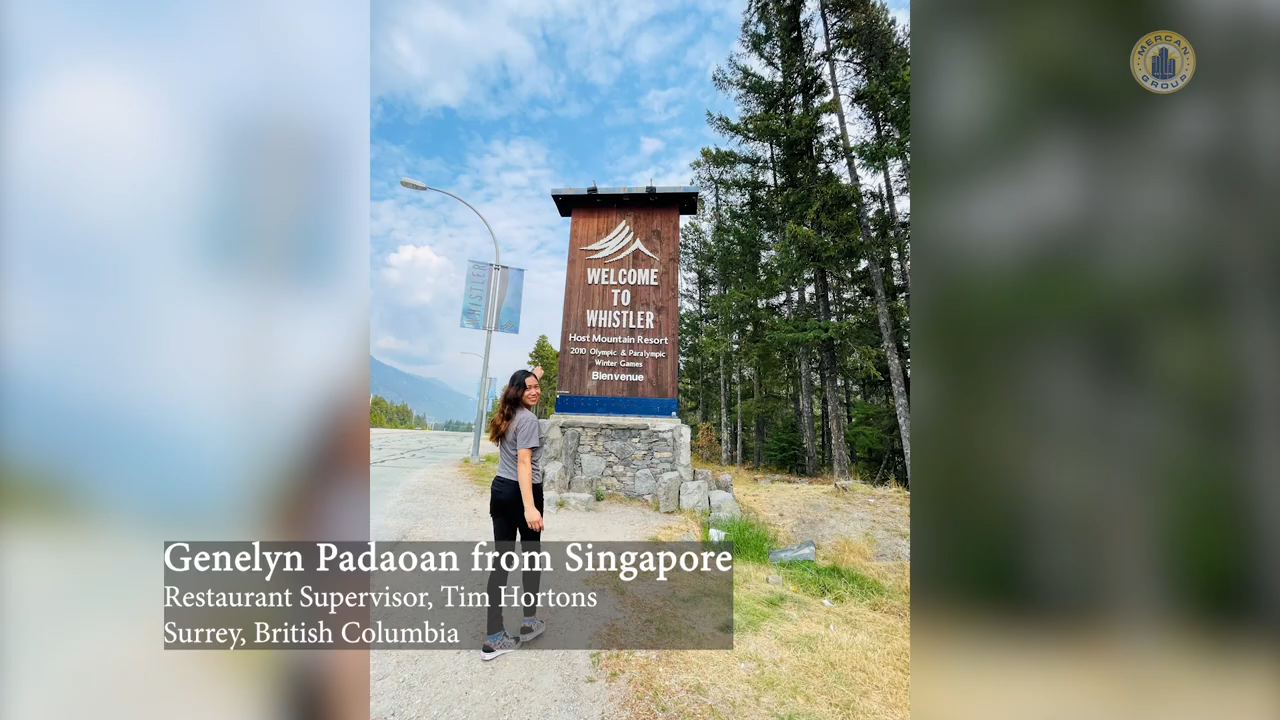 MERCAN
GROUP
WHISTLER
WELCOME
TO
WHISTLER
Host Mountain Resort
2010 Olympic & Paralympic
Winter Games
Bienvenue
Genelyn Padaoan from Singapore
Restaurant Supervisor, Tim Hortons
Surrey, British Columbia